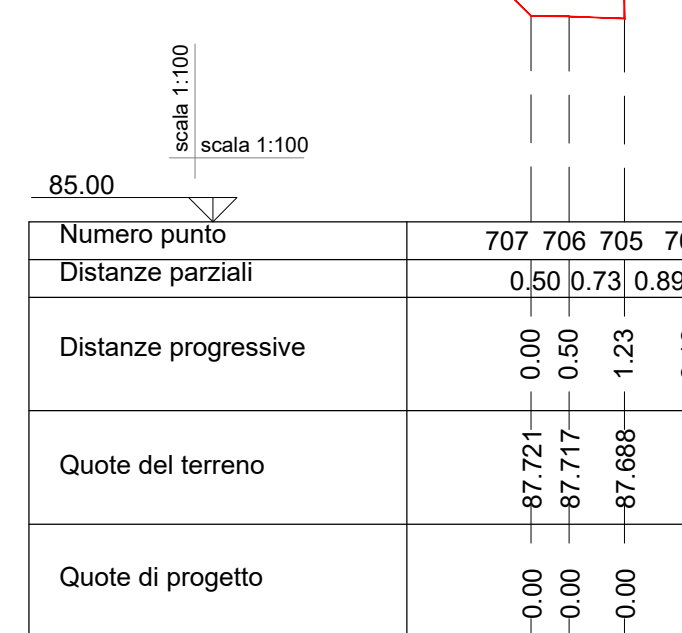 scala 1:100
scala 1:100
85.00
Numero punto 707 706 705
Distanze parziali 0.50 0.73 0.89
Distanze progressive 0.00 0.50 1.23
Quote del terreno 87.721 87.717 87.688
Quote di progetto 0.00 0.00 0.00